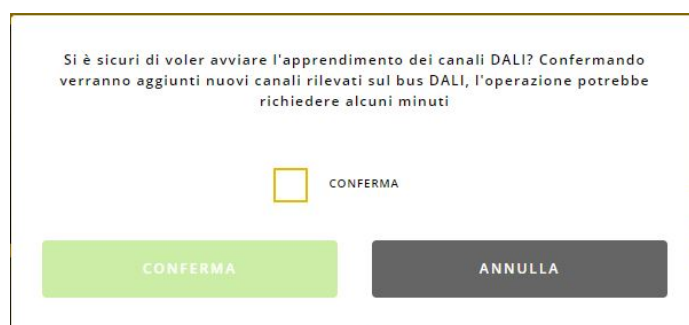 Si è sicuri di voler avviare l'apprendimento dei canali DALI? Confermando
verranno aggiunti nuovi canali rilevati sul bus DALI, l'operazione potrebbe
richiedere alcuni minuti
CONFERMA
CONFERMA
ANNULLA